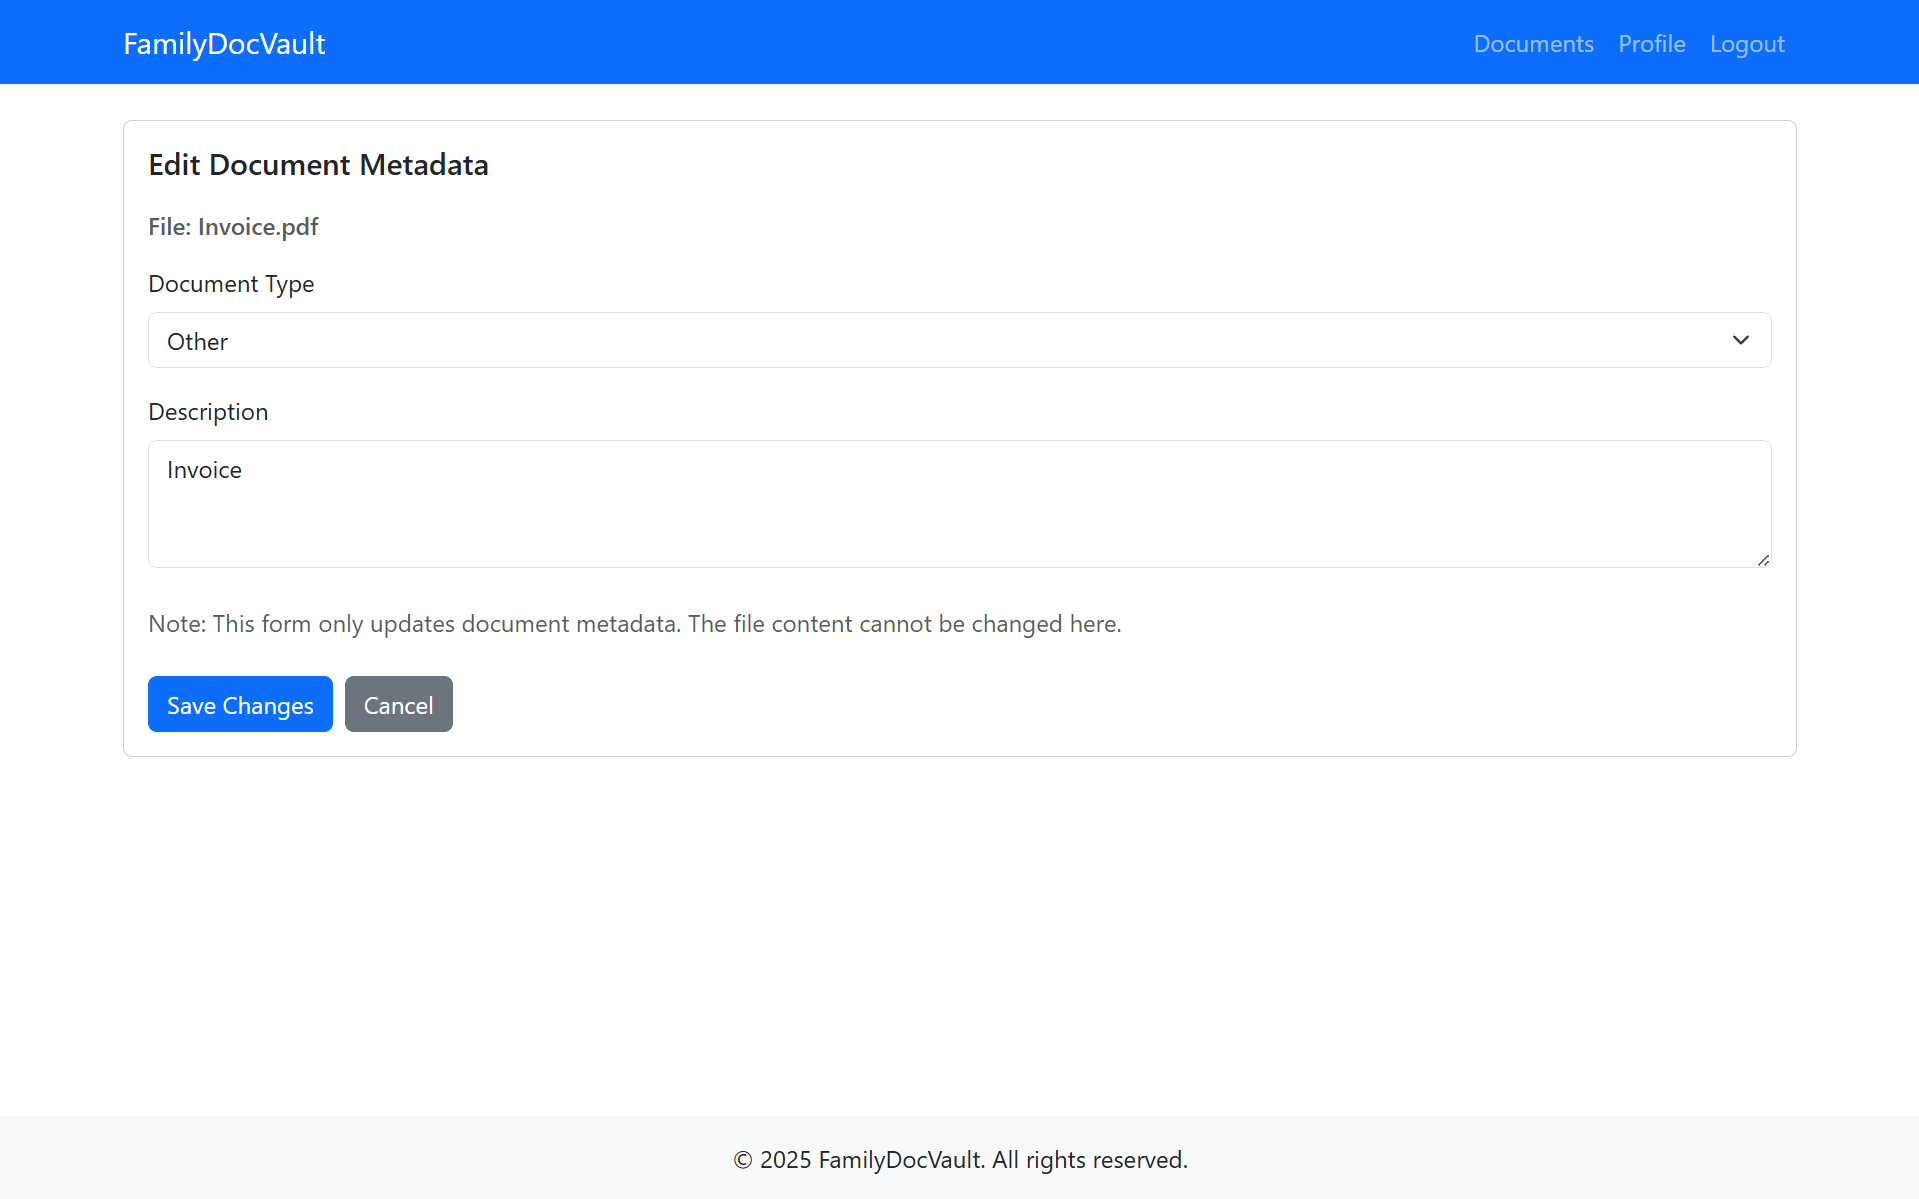 FamilyDocVault
Documents Profile Logout
Edit Document Metadata
File: Invoice.pdf
Document Type
Other
Description
Invoice
Note: This form only updates document metadata. The file content cannot be changed here.
Save Changes Cancel
© 2025 FamilyDocVault. All rights reserved.